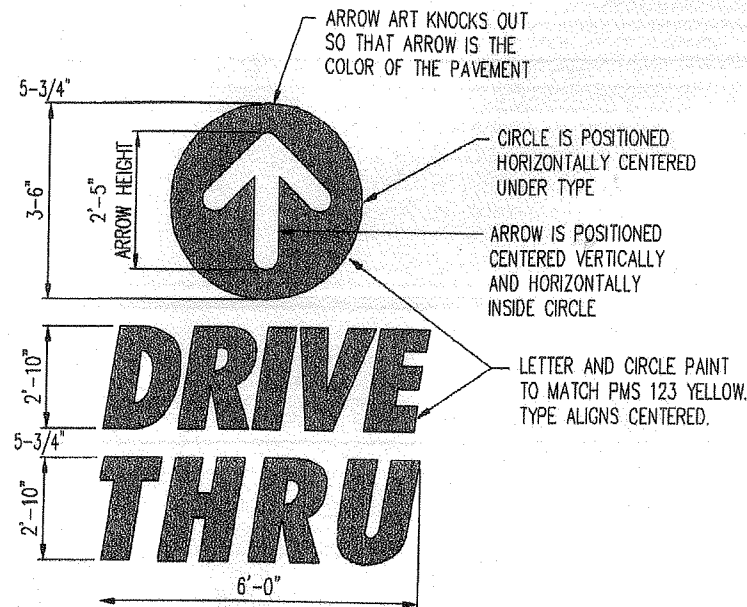 ARROW ART KNOCKS OUT
SO THAT ARROW IS THE
COLOR OF THE PAVEMENT
5-3/4"
3-6"
2'-5"
ARROW HEIGHT
CIRCLE IS POSITIONED
HORIZONTALLY CENTERED
UNDER TYPE
ARROW IS POSITIONED
CENTERED VERTICALLY
AND HORIZONTALLY
INSIDE CIRCLE
2'-10"
DRIVE
LETTER AND CIRCLE PAINT
TO MATCH PMS 123 YELLOW.
TYPE ALIGNS CENTERED.
5-3/4"
2'-10"
THRU
6'-0"